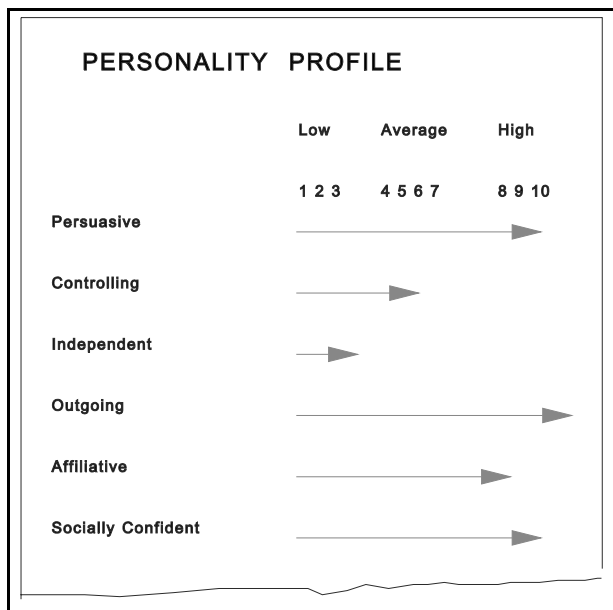 PERSONALITY PROFILE
Low Average High
1 2 3 4 5 6 7 8 9 10
Persuasive
Controlling
Independent
Outgoing
Affiliative
Socially Confident